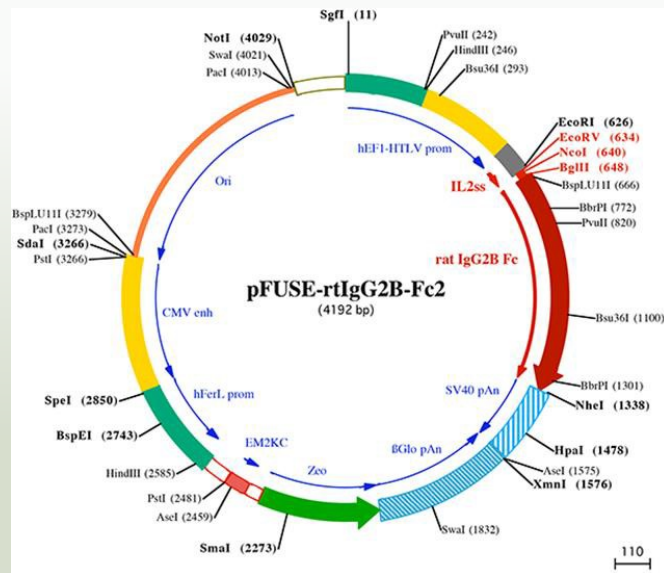 SgfI (11)
PvuII (242)
HindIII (246)
Bsu36I (293)
EcoRI (626)
EcoRV (634)
NcoI (640)
BglII (648)
BspLU11I (666)
BbrPI (772)
PvuII (820)
Bsu36I (1100)
BbrPI (1301)
NheI (1338)
HpaI (1478)
AseI (1575)
XmnI (1576)
SwaI (1832)
SmaI (2273)
AseI (2459)
PstI (2481)
HindIII (2585)
BspEI (2743)
SpeI (2850)
PstI (3266)
SdaI (3266)
PacI (3273)
BspLU11I (3279)
PacI (4013)
SwaI (4021)
NotI (4029)
hEF1-HTLV prom
IL2ss
rat IgG2B Fc
SV40 pAn
ßGlo pAn
Zeo
EM2KC
hFerL prom
CMV enh
Ori
pFUSE-rtIgG2B-Fc2
(4192 bp)
110